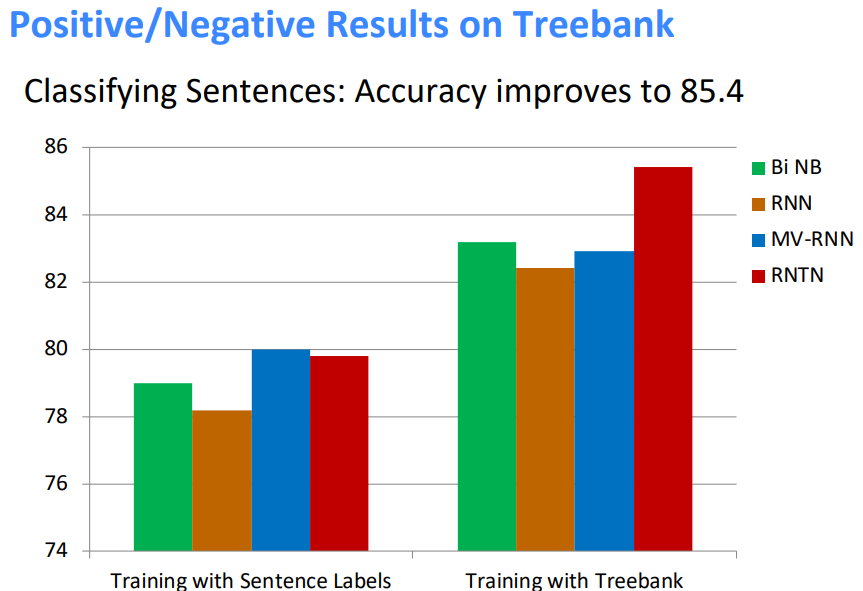 Positive/Negative Results on Treebank
Classifying Sentences: Accuracy improves to 85.4
86
84
82
80
78
76
74
Bi NB
RNN
MV-RNN
RNTN
Training with Sentence Labels
Training with Treebank